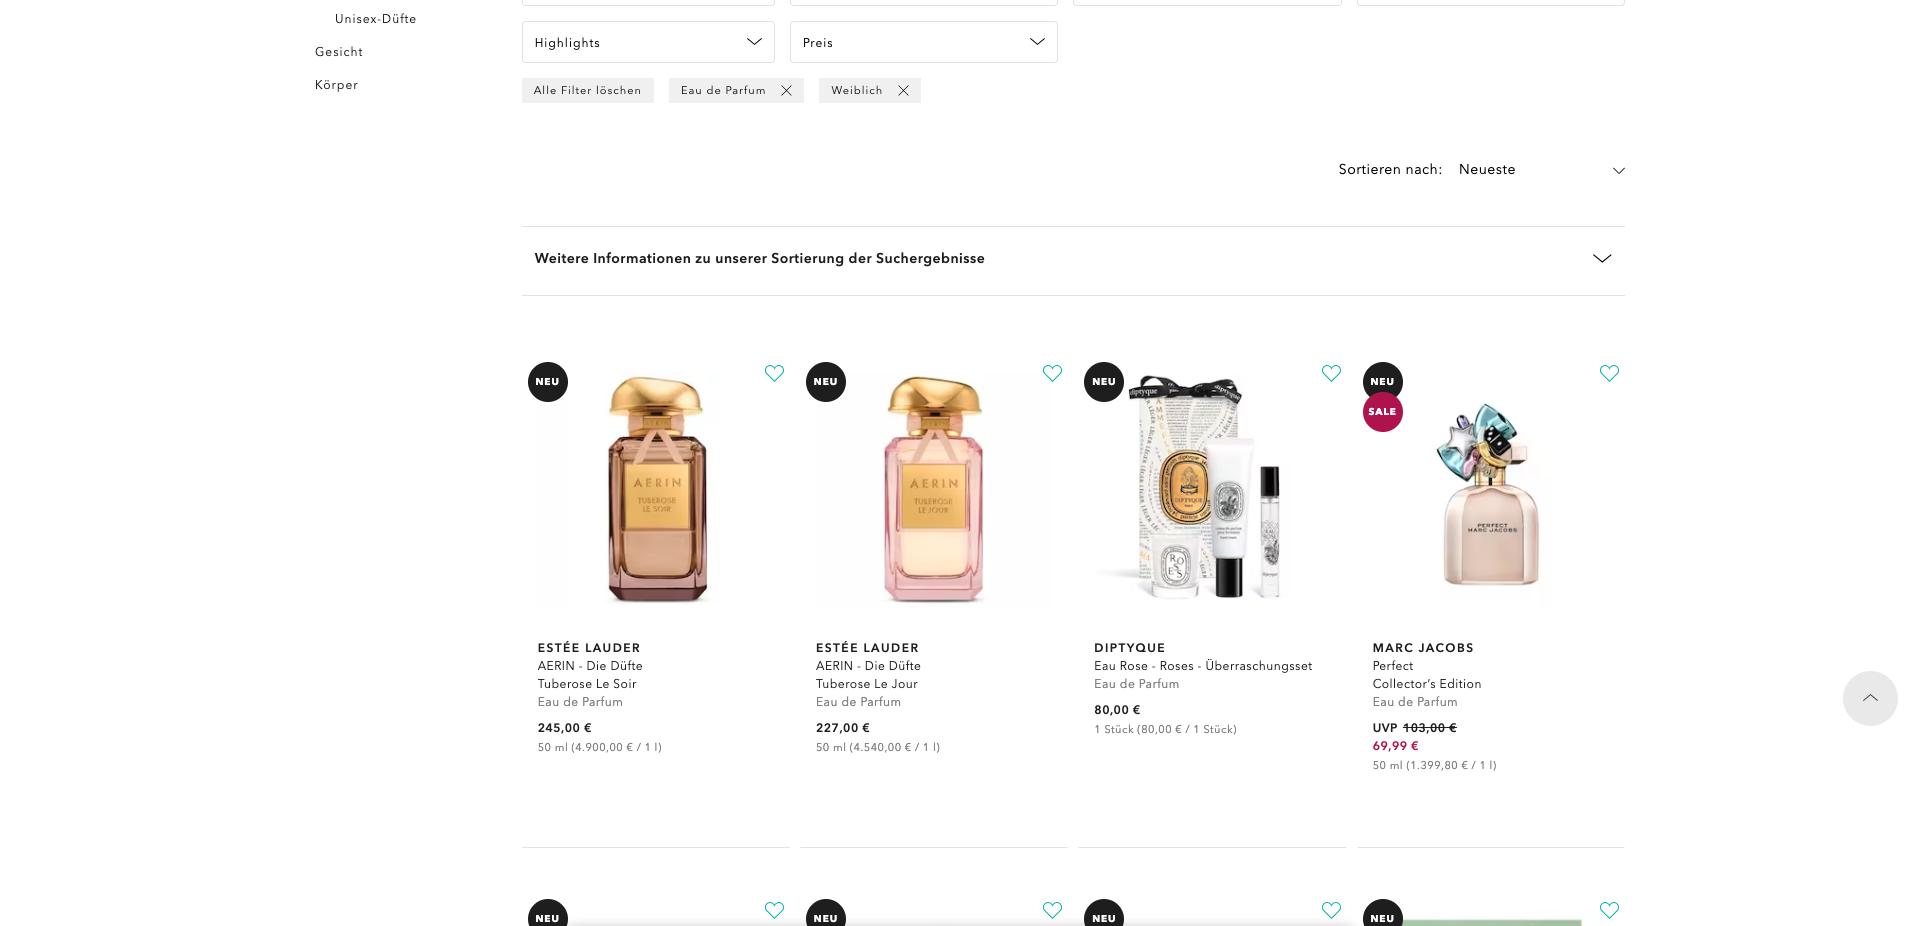 Unisex-Düfte
Gesicht
Körper
Highlights
Preis
Alle Filter löschen
Eau de Parfum
Weiblich
Sortieren nach: Neueste
Weitere Informationen zu unserer Sortierung der Suchergebnisse
NEU
AERIN
TUBEROSE
LE SOIR
ESTÉE LAUDER
AERIN - Die Düfte
Tuberose Le Soir
Eau de Parfum
245,00 €
50 ml (4.900,00 € / 1 l)
NEU
AERIN
TUBEROSE
LE JOUR
ESTÉE LAUDER
AERIN - Die Düfte
Tuberose Le Jour
Eau de Parfum
227,00 €
50 ml (4.540,00 € / 1 l)
NEU
diptyque
diptyque
DIPTYQUE
ROSES
DIPTYQUE
Eau Rose - Roses - Überraschungsset
Eau de Parfum
80,00 €
1 Stück (80,00 € / 1 Stück)
NEU
SALE
PERFECT
MARC JACOBS
MARC JACOBS
Perfect
Collector’s Edition
Eau de Parfum
UVP 103,00 €
69,99 €
50 ml (1.399,80 € / 1 l)
NEU
NEU
NEU
NEU